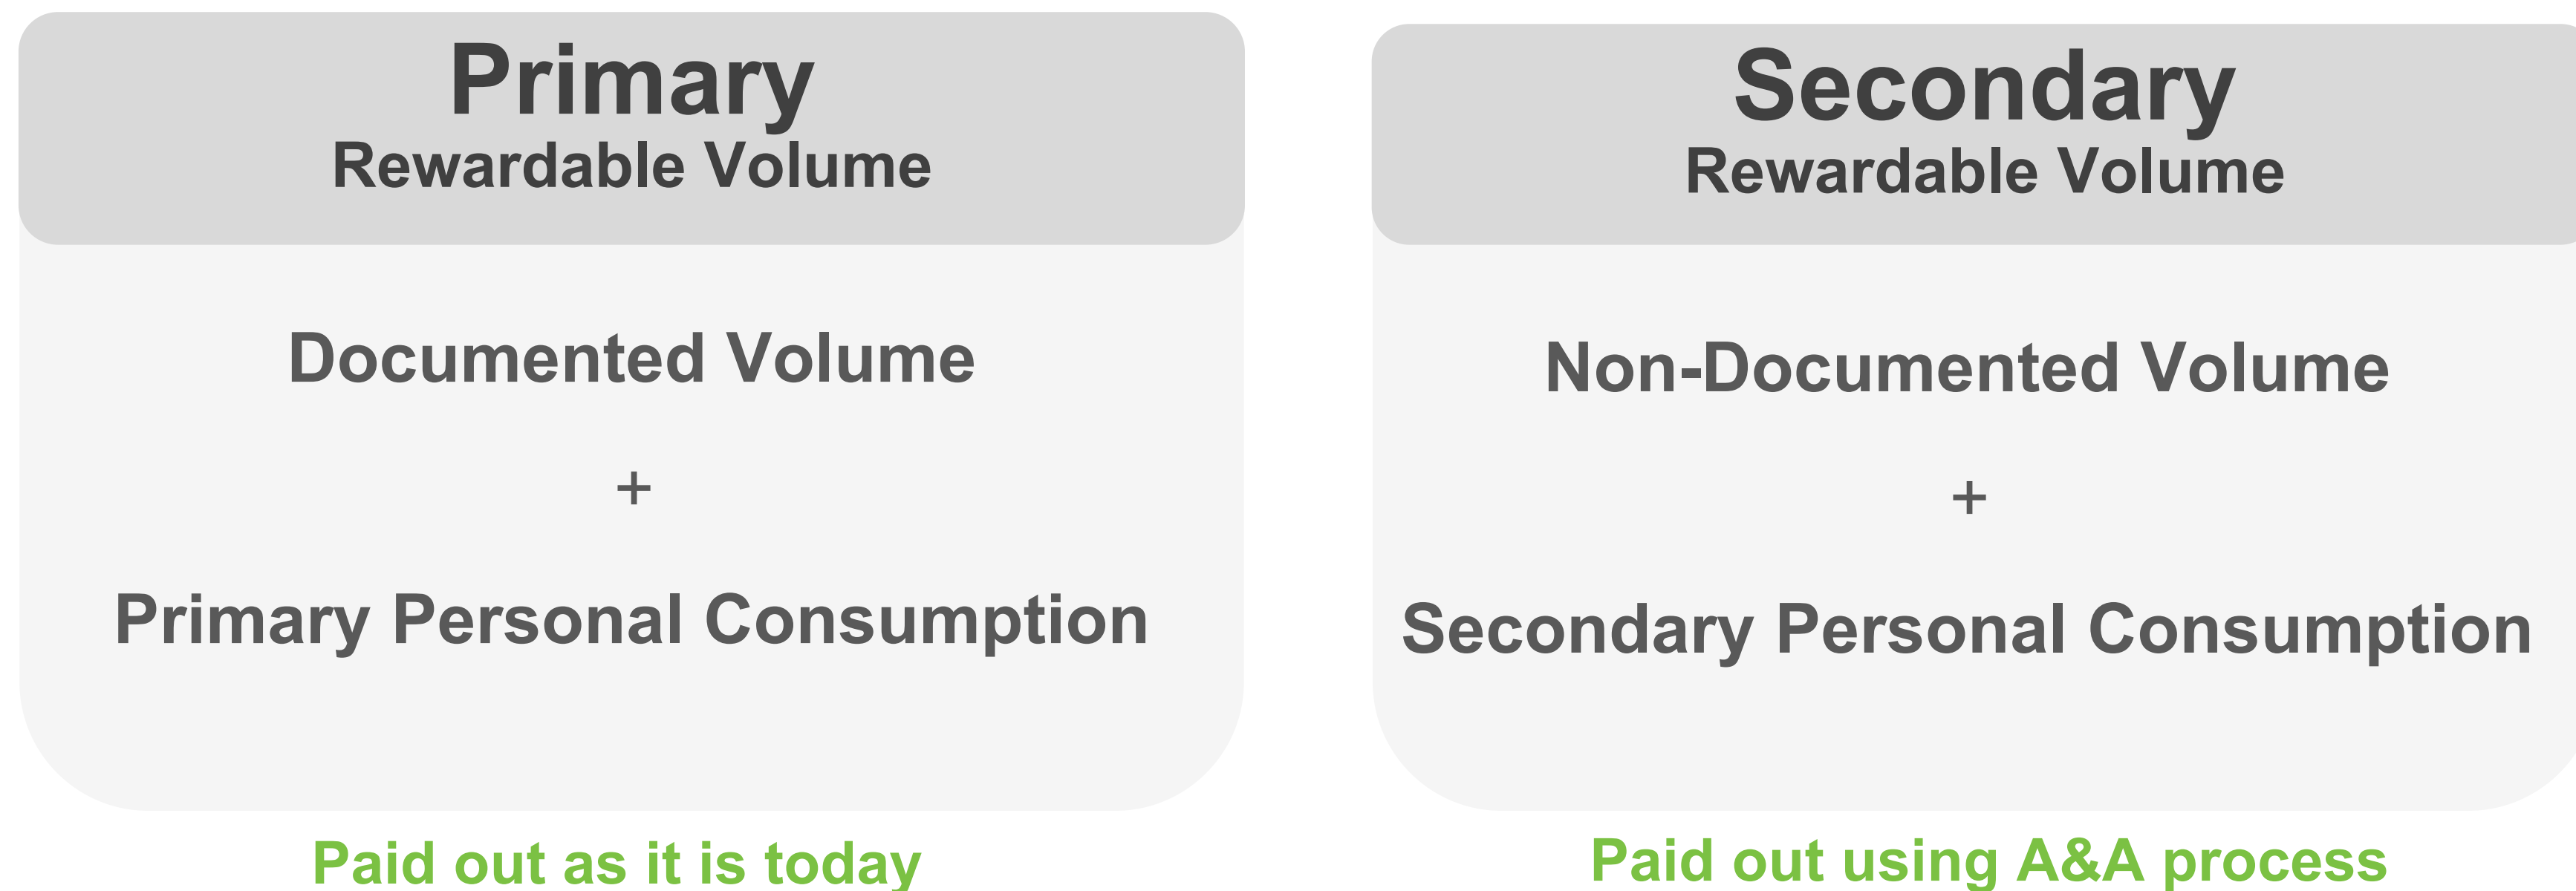 Primary
Rewardable Volume
Documented Volume
+
Primary Personal Consumption
Paid out as it is today
Secondary
Rewardable Volume
Non-Documented Volume
+
Secondary Personal Consumption
Paid out using A&A process